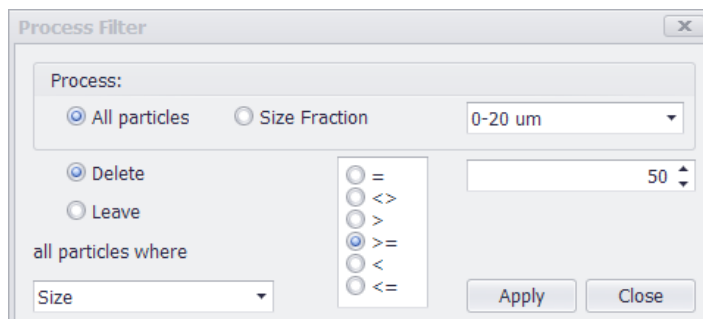 Process Filter
Process:
All particles
Size Fraction
0-20 um
Delete
Leave
all particles where
Size
=
<>
>
>=
<
<=
50
Apply
Close